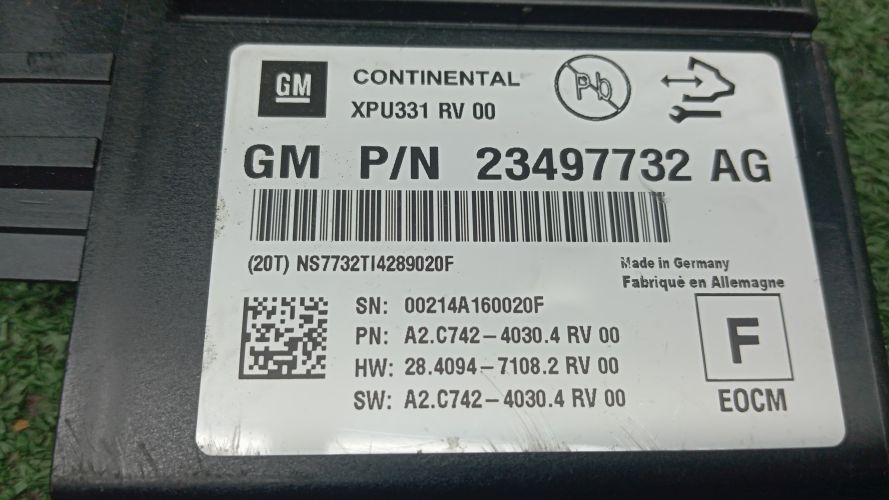 GM
CONTINENTAL
XPU331 RV 00
Pb
GM P/N 23497732 AG
(20T) NS7732TI4289020F
Made in Germany
Fabriquè en Allemagne
SN: 00214A160020F
PN: A2.C742-4030.4 RV 00
HW: 28.4094-7108.2 RV 00
SW: A2.C742-4030.4 RV 00
F
EOCM